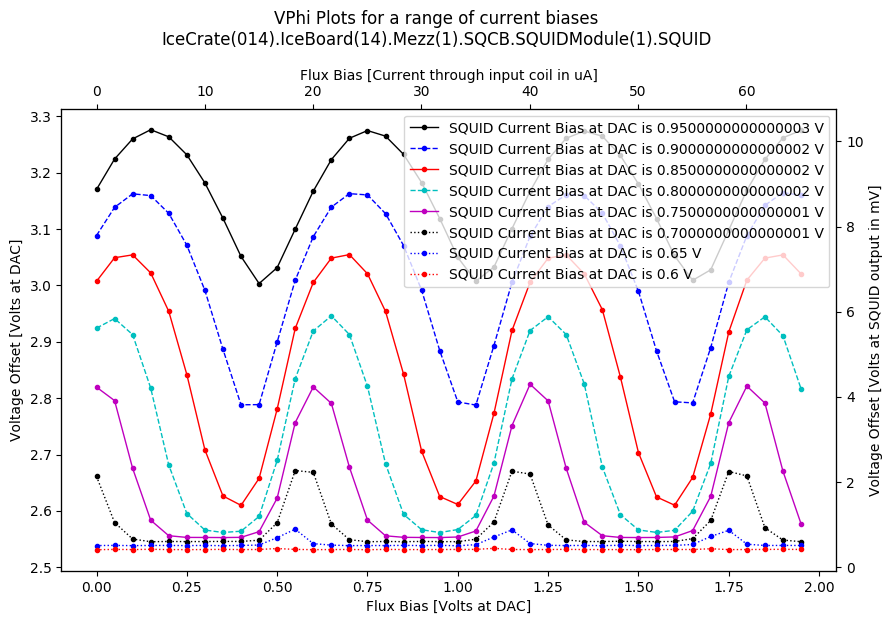 VPhi Plots for a range of current biases
IceCrate(014).IceBoard(14).Mezz(1).SQCB.SQUIDModule(1).SQUID
Flux Bias [Current through input coil in uA]
0 10 20 30 40 50 60
SQUID Current Bias at DAC is 0.9500000000000003 V
SQUID Current Bias at DAC is 0.9000000000000002 V
SQUID Current Bias at DAC is 0.8500000000000002 V
SQUID Current Bias at DAC is 0.8000000000000002 V
SQUID Current Bias at DAC is 0.7500000000000001 V
SQUID Current Bias at DAC is 0.7000000000000001 V
SQUID Current Bias at DAC is 0.65 V
SQUID Current Bias at DAC is 0.6 V
Voltage Offset [Volts at DAC]
3.3
3.2
3.1
3.0
2.9
2.8
2.7
2.6
2.5
10
8
6
4
2
0
Voltage Offset [Volts at SQUID output in mV]
0.00 0.25 0.50 0.75 1.00 1.25 1.50 1.75 2.00
Flux Bias [Volts at DAC]